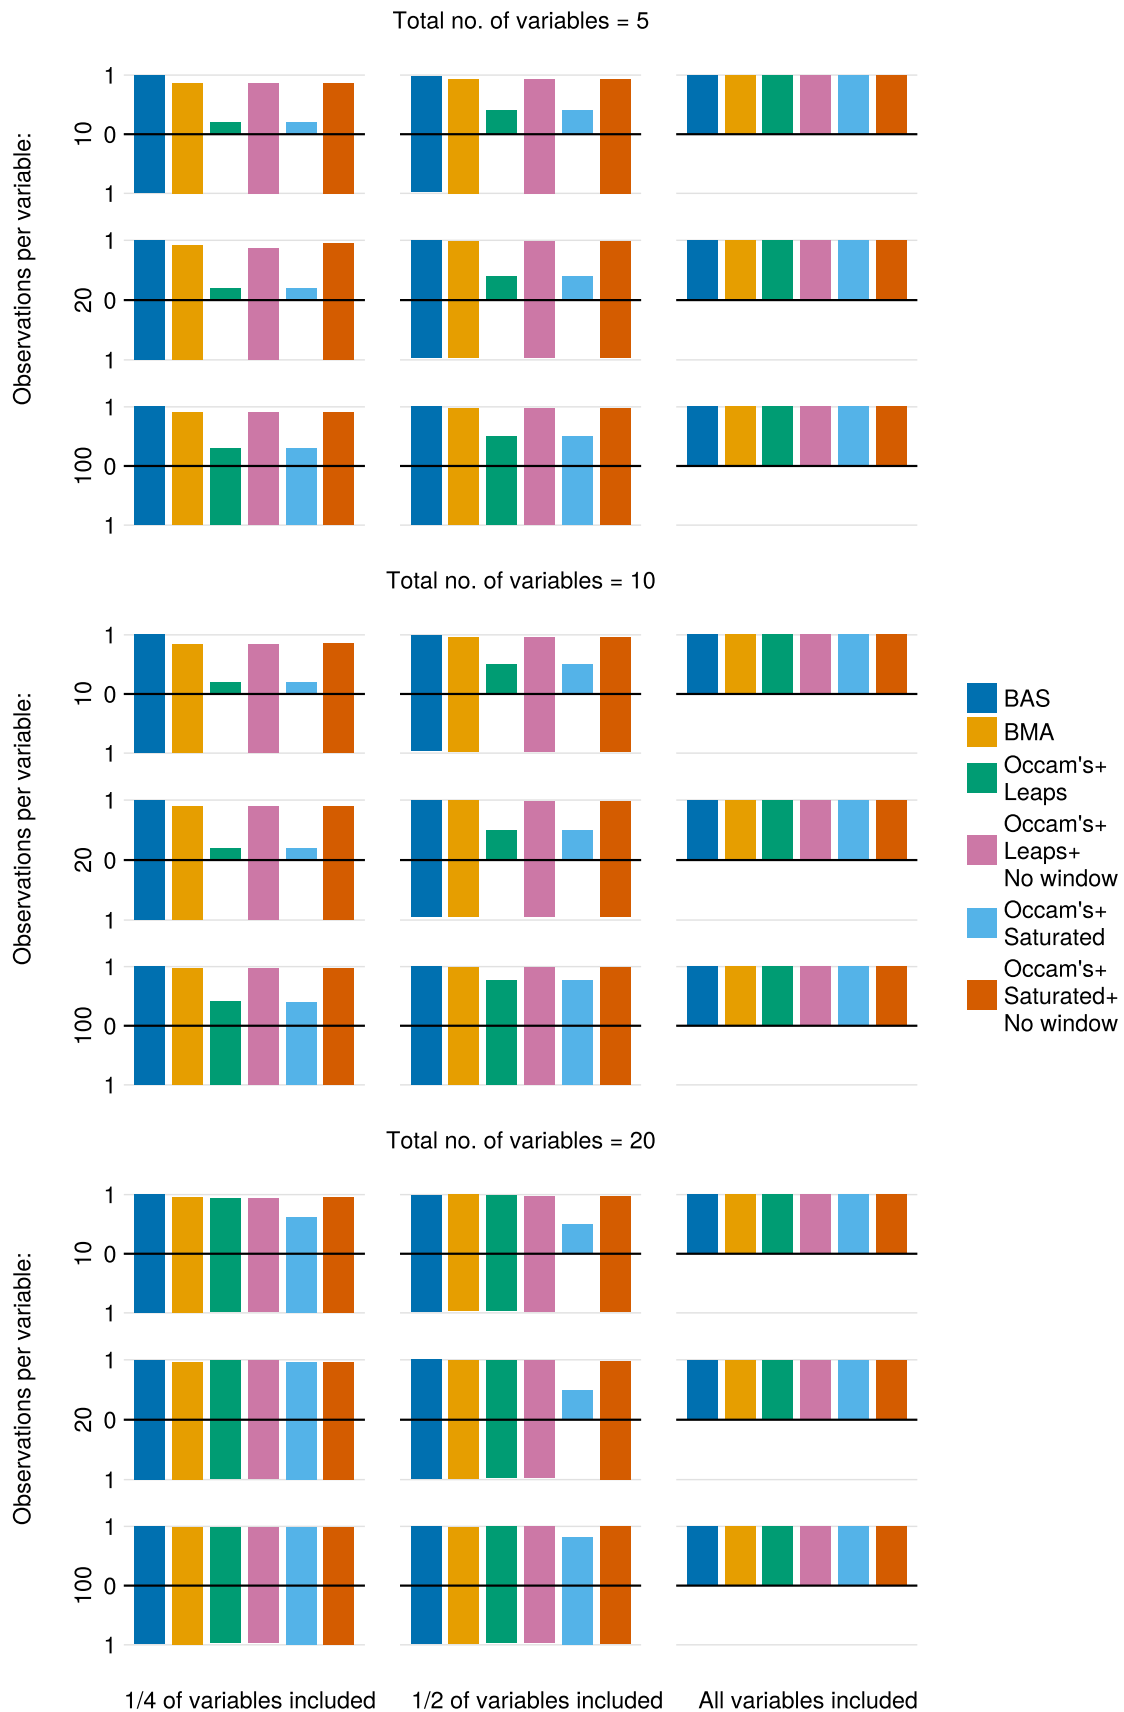 Total no. of variables = 5
Observations per variable:
10
1
0
1
20
1
0
1
100
1
0
1
Total no. of variables = 10
Observations per variable:
10
1
0
1
20
1
0
1
100
1
0
1
BAS
BMA
Occam's+
Leaps
Occam's+
Leaps+
No window
Occam's+
Saturated
Occam's+
Saturated+
No window
Total no. of variables = 20
Observations per variable:
10
1
0
1
20
1
0
1
100
1
0
1
1/4 of variables included
1/2 of variables included
All variables included